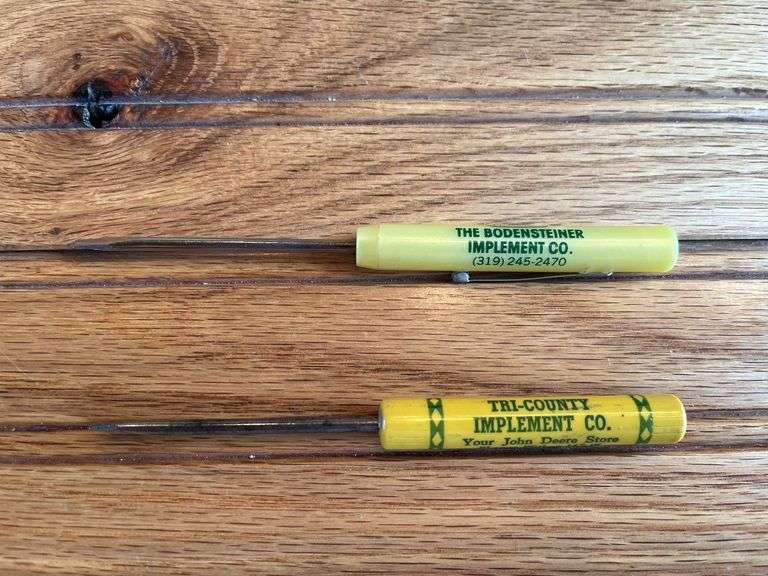 THE BODENSTEINER
IMPLEMENT CO.
(319) 245-2470
TRI-COUNTY
IMPLEMENT CO.
Your John Deere Store